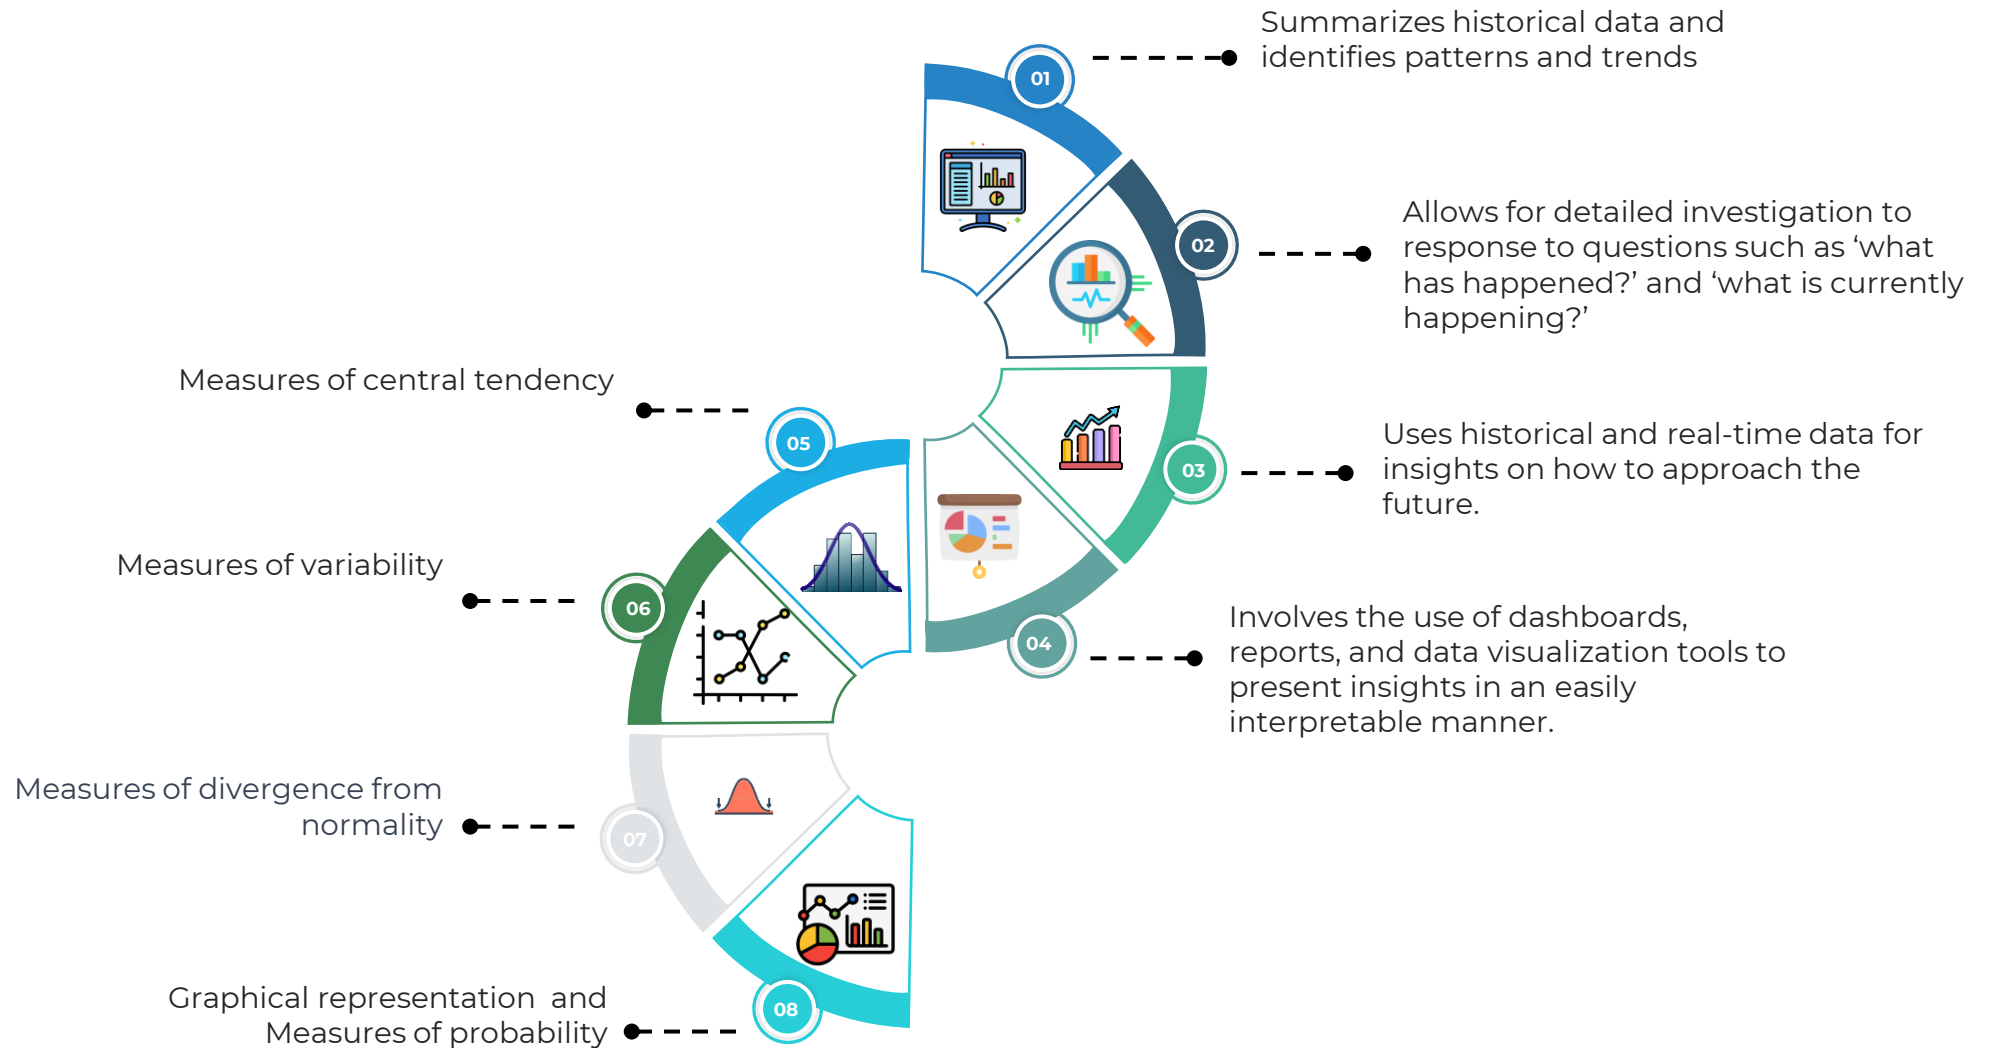 01
Summarizes historical data and
identifies patterns and trends
02
Allows for detailed investigation to
response to questions such as ‘what
has happened?’ and ‘what is currently
happening?’
03
Uses historical and real-time data for
insights on how to approach the
future.
04
Involves the use of dashboards,
reports, and data visualization tools to
present insights in an easily
interpretable manner.
05
Measures of central tendency
06
Measures of variability
07
Measures of divergence from
normality
08
Graphical representation  and
Measures of probability